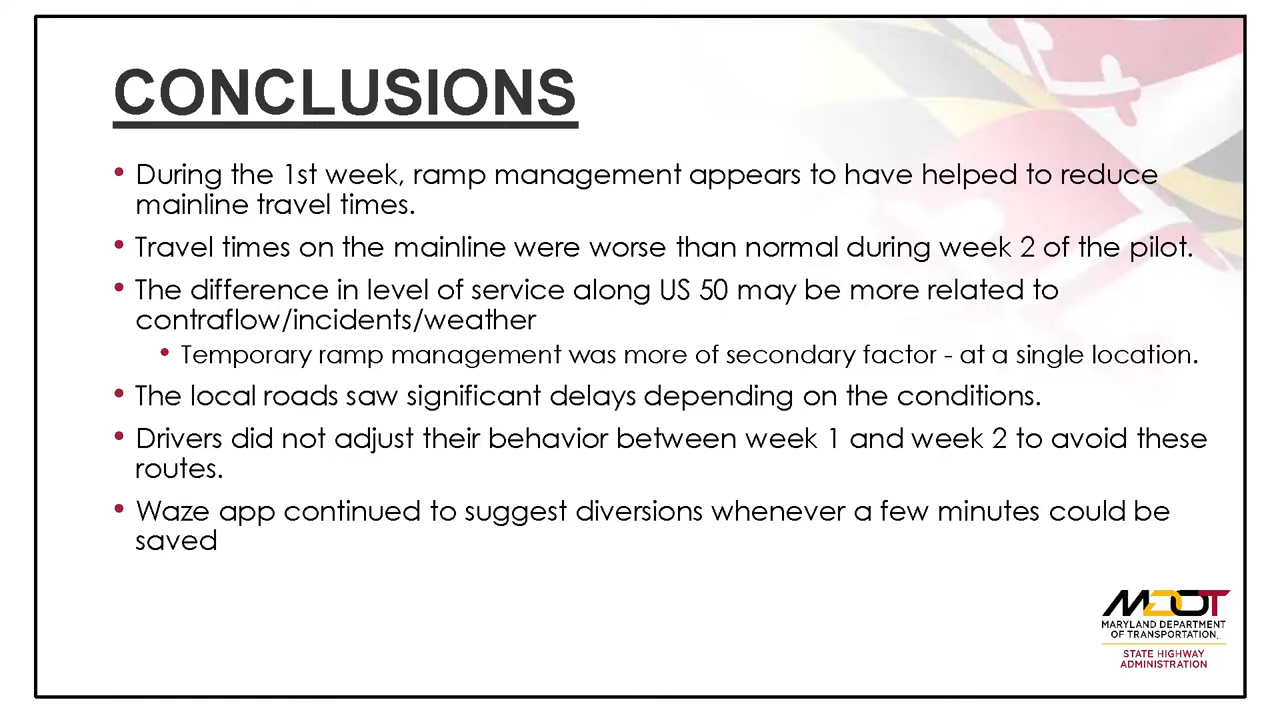 CONCLUSIONS
• During the 1st week, ramp management appears to have helped to reduce
mainline travel times.
• Travel times on the mainline were worse than normal during week 2 of the pilot.
• The difference in level of service along US 50 may be more related to
contraflow/incidents/weather
• Temporary ramp management was more of secondary factor - at a single location.
• The local roads saw significant delays depending on the conditions.
• Drivers did not adjust their behavior between week 1 and week 2 to avoid these
routes.
• Waze app continued to suggest diversions whenever a few minutes could be
saved
MDOT
MARYLAND DEPARTMENT
OF TRANSPORTATION
STATE HIGHWAY
ADMINISTRATION